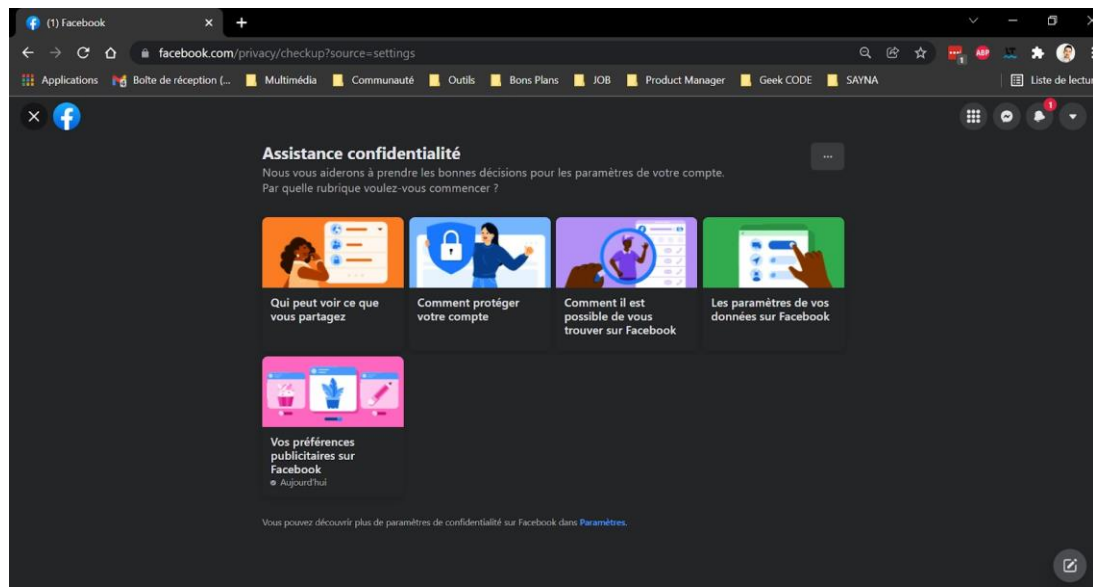 (1) Facebook
facebook.com/privacy/checkup?source=settings
1
ABP
Applications
Boîte de réception (...
Multimédia
Communauté
Outils
Bons Plans
JOB
Product Manager
Geek CODE
SAYNA
Liste de lectur
1
Assistance confidentialité
Nous vous aiderons à prendre les bonnes décisions pour les paramètres de votre compte.
Par quelle rubrique voulez-vous commencer ?
Qui peut voir ce que
vous partagez
Comment protéger
votre compte
Comment il est
possible de vous
trouver sur Facebook
Les paramètres de vos
données sur Facebook
Vos préférences
publicitaires sur
Facebook
Aujourd'hui
Vous pouvez découvrir plus de paramètres de confidentialité sur Facebook dans Paramètres.